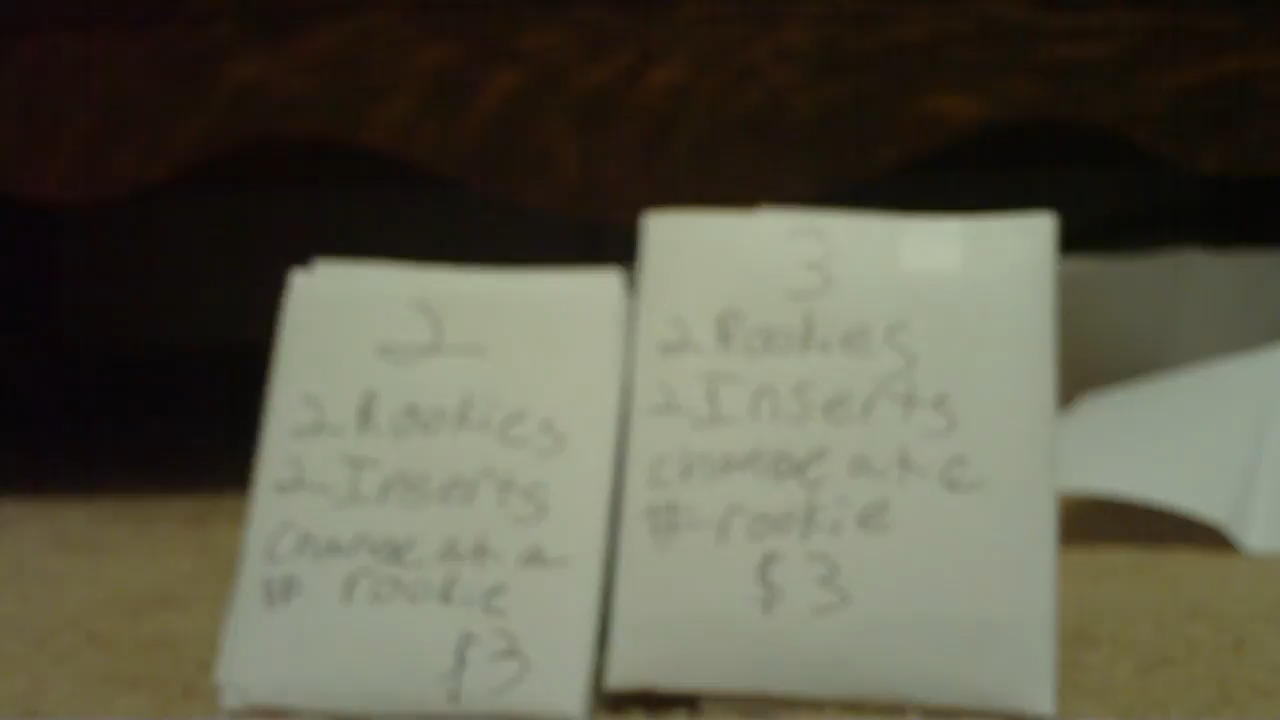 2
2 Rookies
2 Inserts
Chance at a
# rookie
$3
3
2 Rookies
2 Inserts
chance at a
# rookie
$3